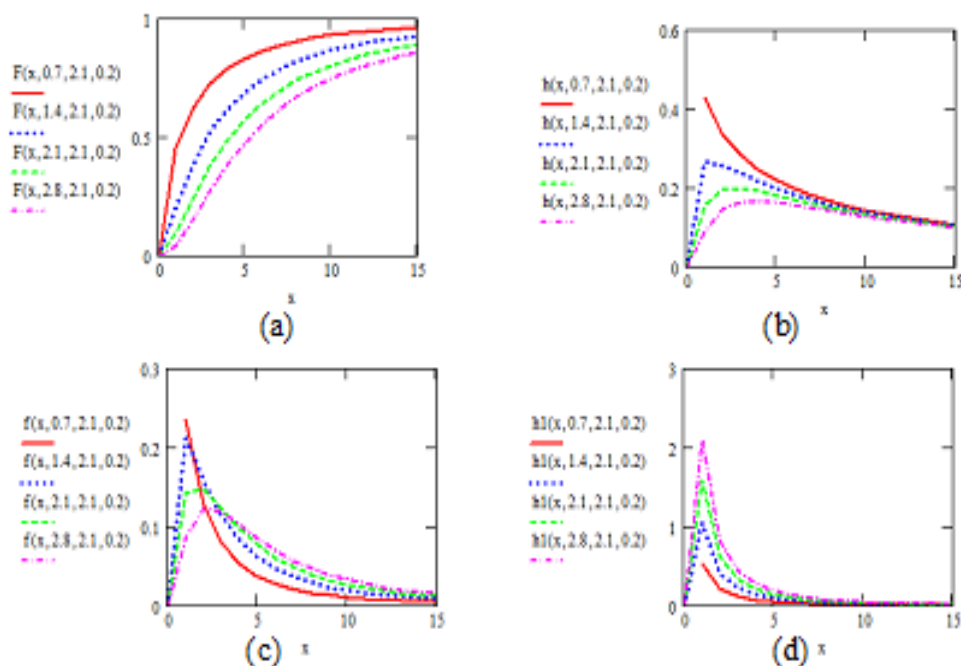 1
F(x,0.7,2.1,0.2)
F(x,1.4,2.1,0.2)
0.5
F(x,2.1,2.1,0.2)
F(x,2.8,2.1,0.2)
0
0 5 10 15
x
(a)
0.6
h(x,0.7,2.1,0.2)
0.4
h(x,1.4,2.1,0.2)
h(x,2.1,2.1,0.2)
0.2
h(x,2.8,2.1,0.2)
0
0 5 10 15
x
(b)
0.3
f(x,0.7,2.1,0.2)
0.2
f(x,1.4,2.1,0.2)
f(x,2.1,2.1,0.2)
0.1
f(x,2.8,2.1,0.2)
0
0 5 10 15
(c) x
3
h1(x,0.7,2.1,0.2)
2
h1(x,1.4,2.1,0.2)
h1(x,2.1,2.1,0.2)
1
h1(x,2.8,2.1,0.2)
0
0 5 10 15
(d) x